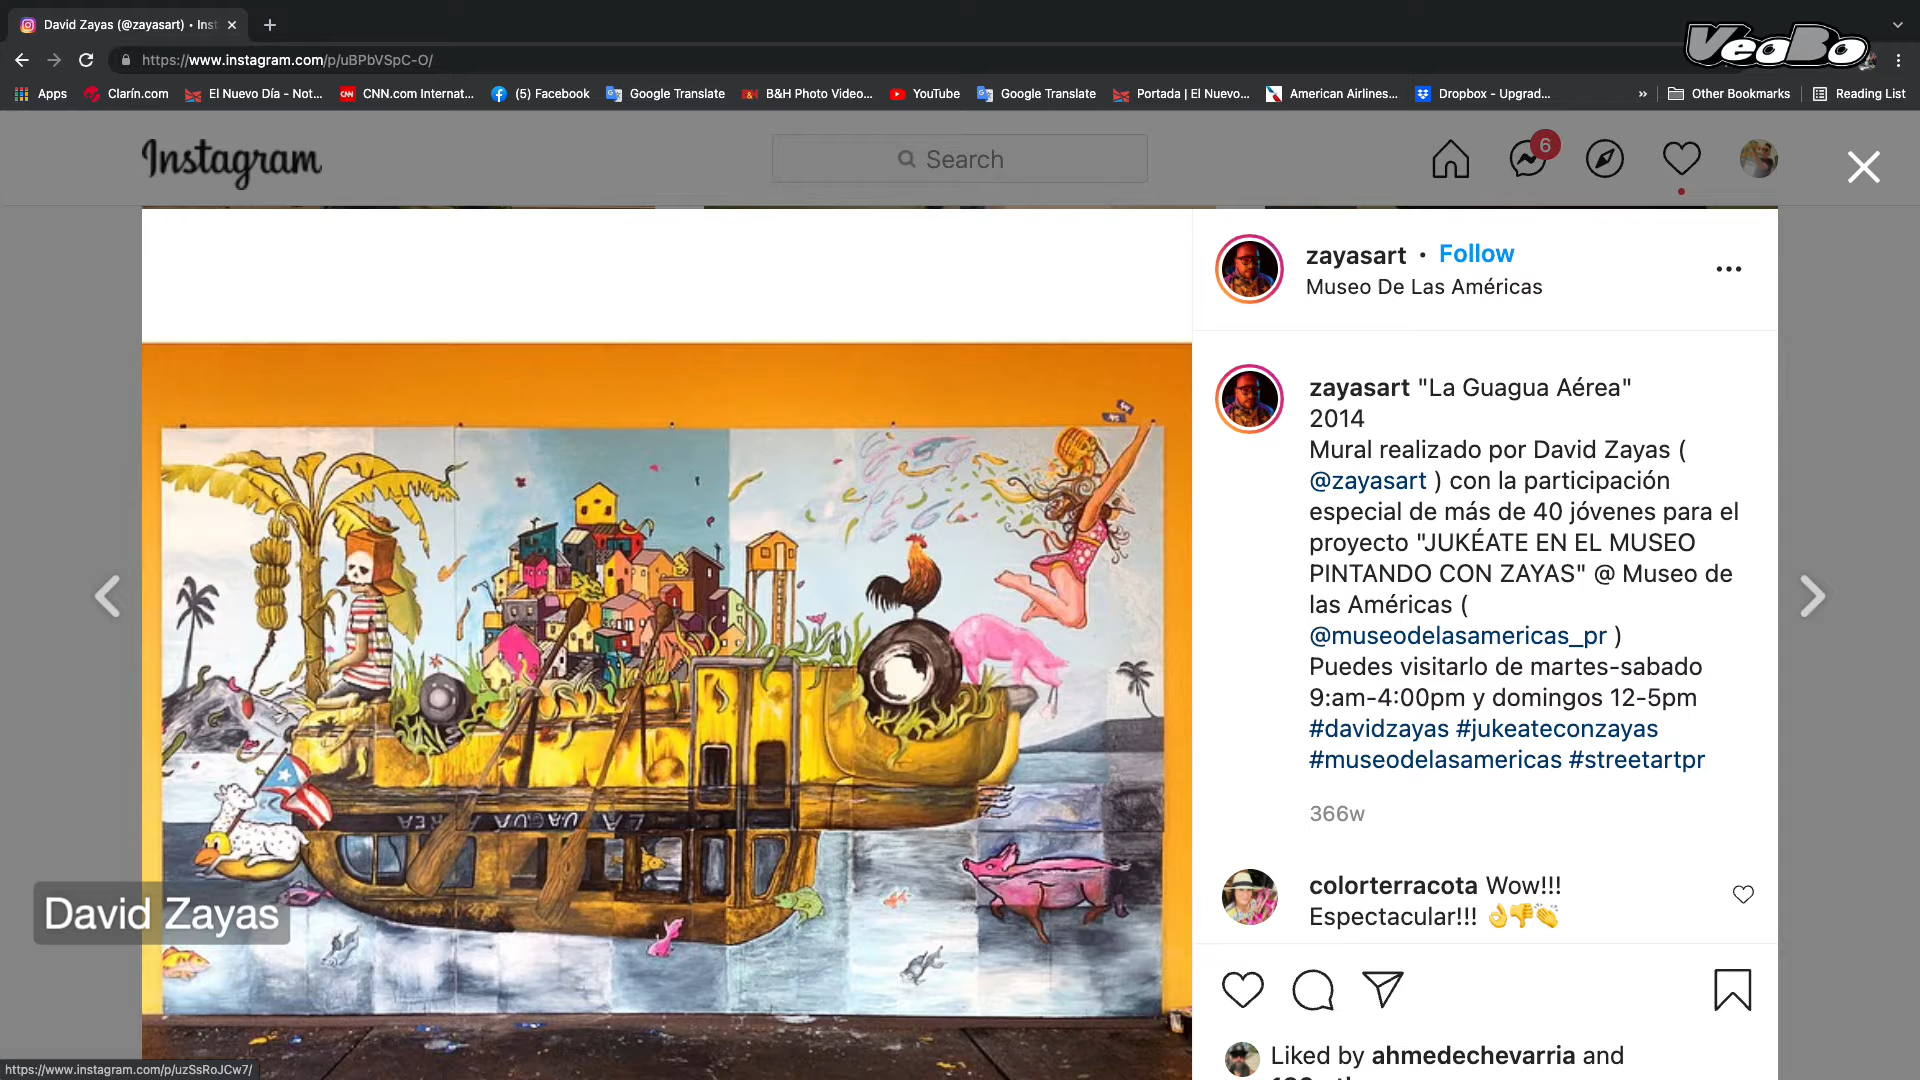 David Zayas (@zayasart) • Inst
VeoBo
https://www.instagram.com/p/uBPbVSpC-O/
Apps
Clarín.com
El Nuevo Día - Not...
CNN
CNN.com Internat...
(5) Facebook
Google Translate
B&H Photo Video...
YouTube
Google Translate
Portada | El Nuevo...
American Airlines...
Dropbox - Upgrad...
»
Other Bookmarks
Reading List
Instagram
Search
6
zayasart • Follow
Museo De Las Américas
zayasart "La Guagua Aérea"
2014
Mural realizado por David Zayas (
@zayasart ) con la participación
especial de más de 40 jóvenes para el
proyecto "JUKÉATE EN EL MUSEO
PINTANDO CON ZAYAS" @ Museo de
las Américas (
@museodelasamericas_pr )
Puedes visitarlo de martes-sabado
9:am-4:00pm y domingos 12-5pm
#davidzayas #jukeateconzayas
#museodelasamericas #streetartpr
366w
LA GUAGUA AEREA
David Zayas
colorterracota Wow!!!
Espectacular!!! 👌👎👏
Liked by ahmedechevarria and
https://www.instagram.com/p/uzSsRoJCw7/